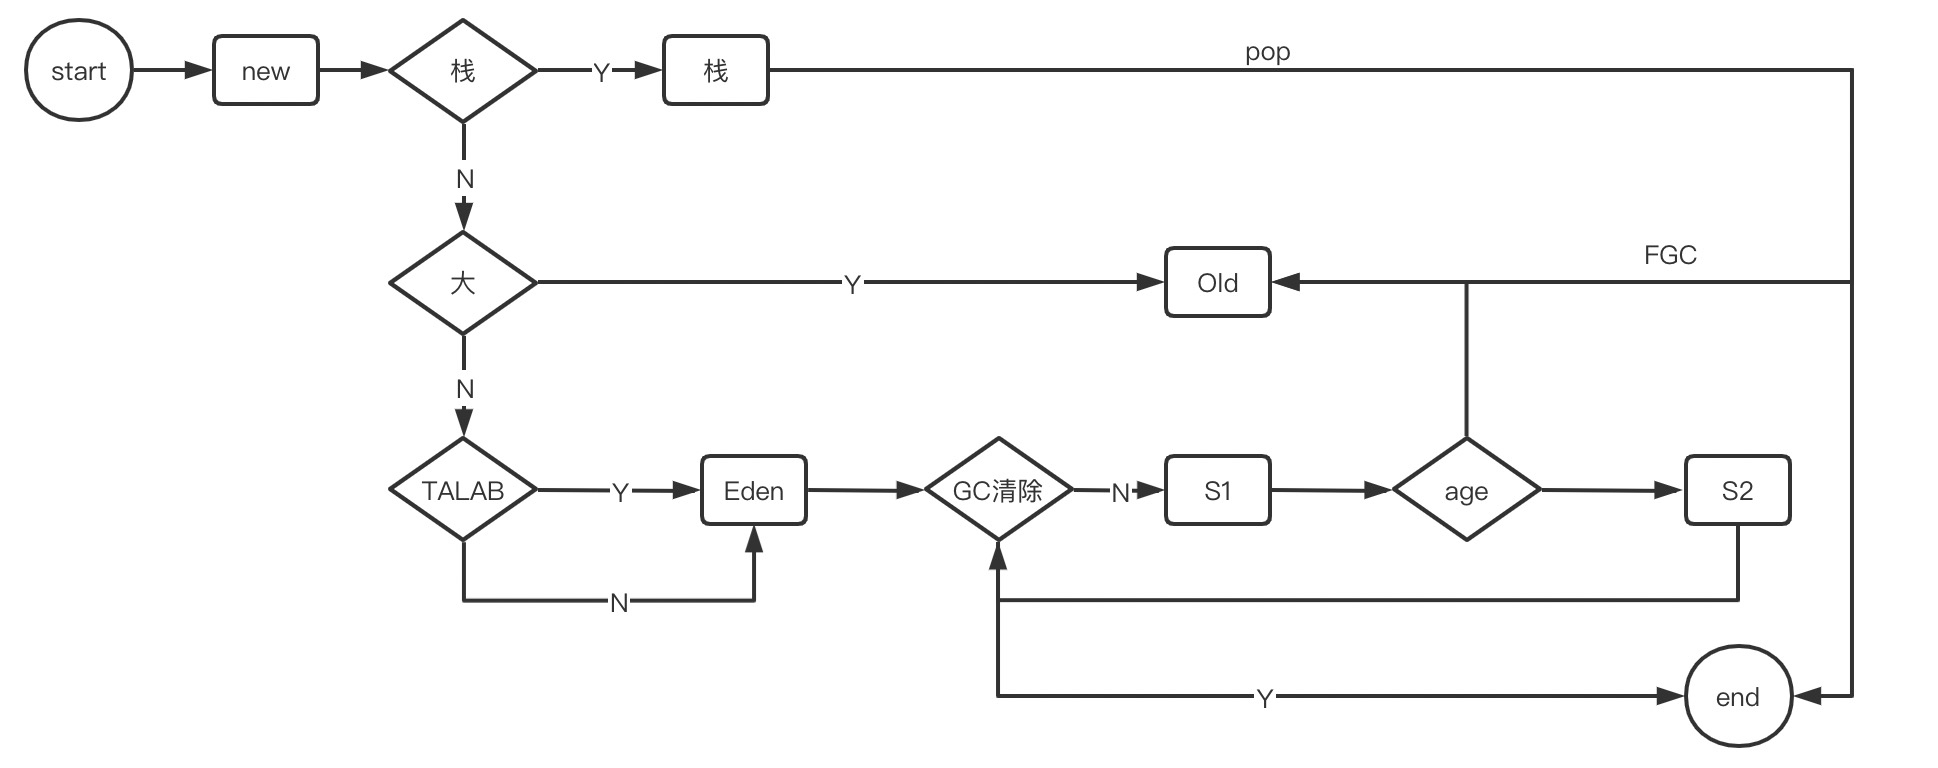 start
new
栈
Y
栈
pop
N
大
Y
Old
FGC
N
TALAB
Y
Eden
GC清除
N
S1
age
S2
N
Y
end